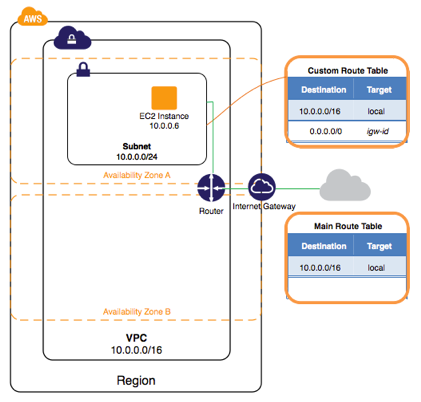 AWS
EC2 Instance
10.0.0.6
Subnet
10.0.0.0/24
Availability Zone A
Router
Internet Gateway
Availability Zone B
VPC
10.0.0.0/16
Region
Custom Route Table
Destination Target
10.0.0.0/16 local
0.0.0.0/0 igw-id
Main Route Table
Destination Target
10.0.0.0/16 local